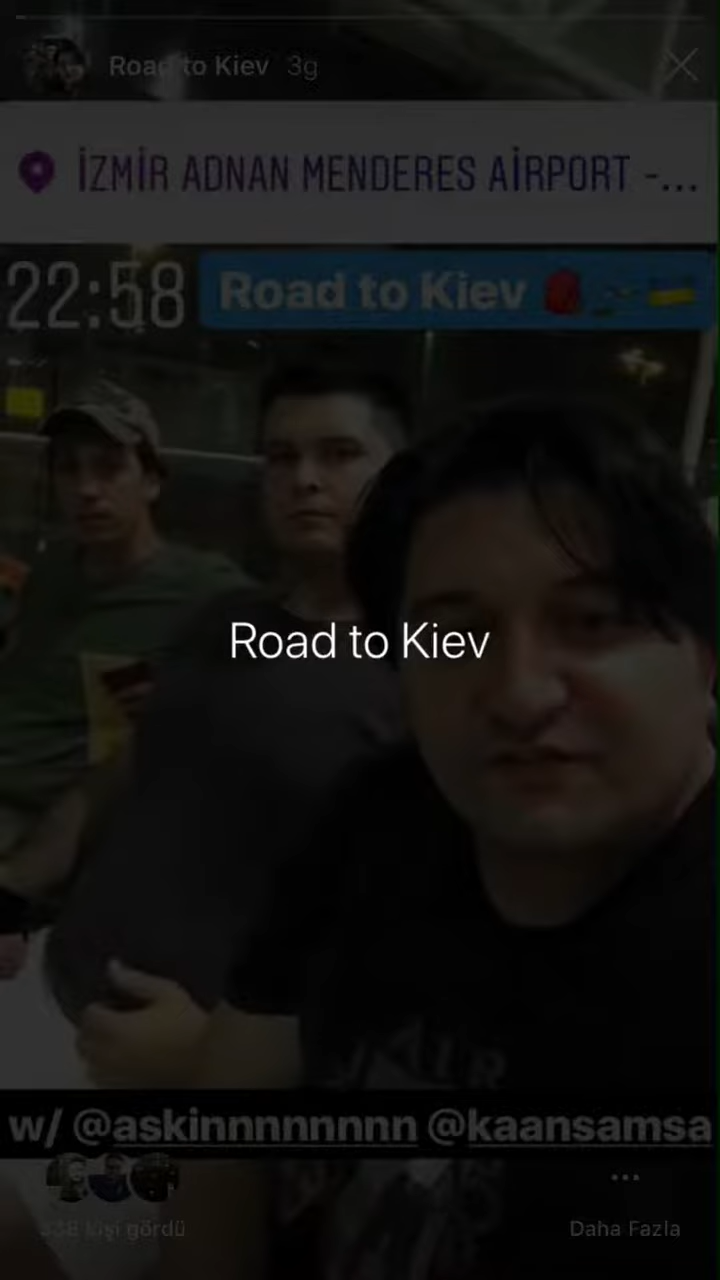 Road to Kiev 3g
İZMİR ADNAN MENDERES AİRPORT -...
22:58
Road to Kiev
Road to Kiev
w/ @askinnnnnnnnn @kaansamsa
338 kişi gördü
Daha Fazla